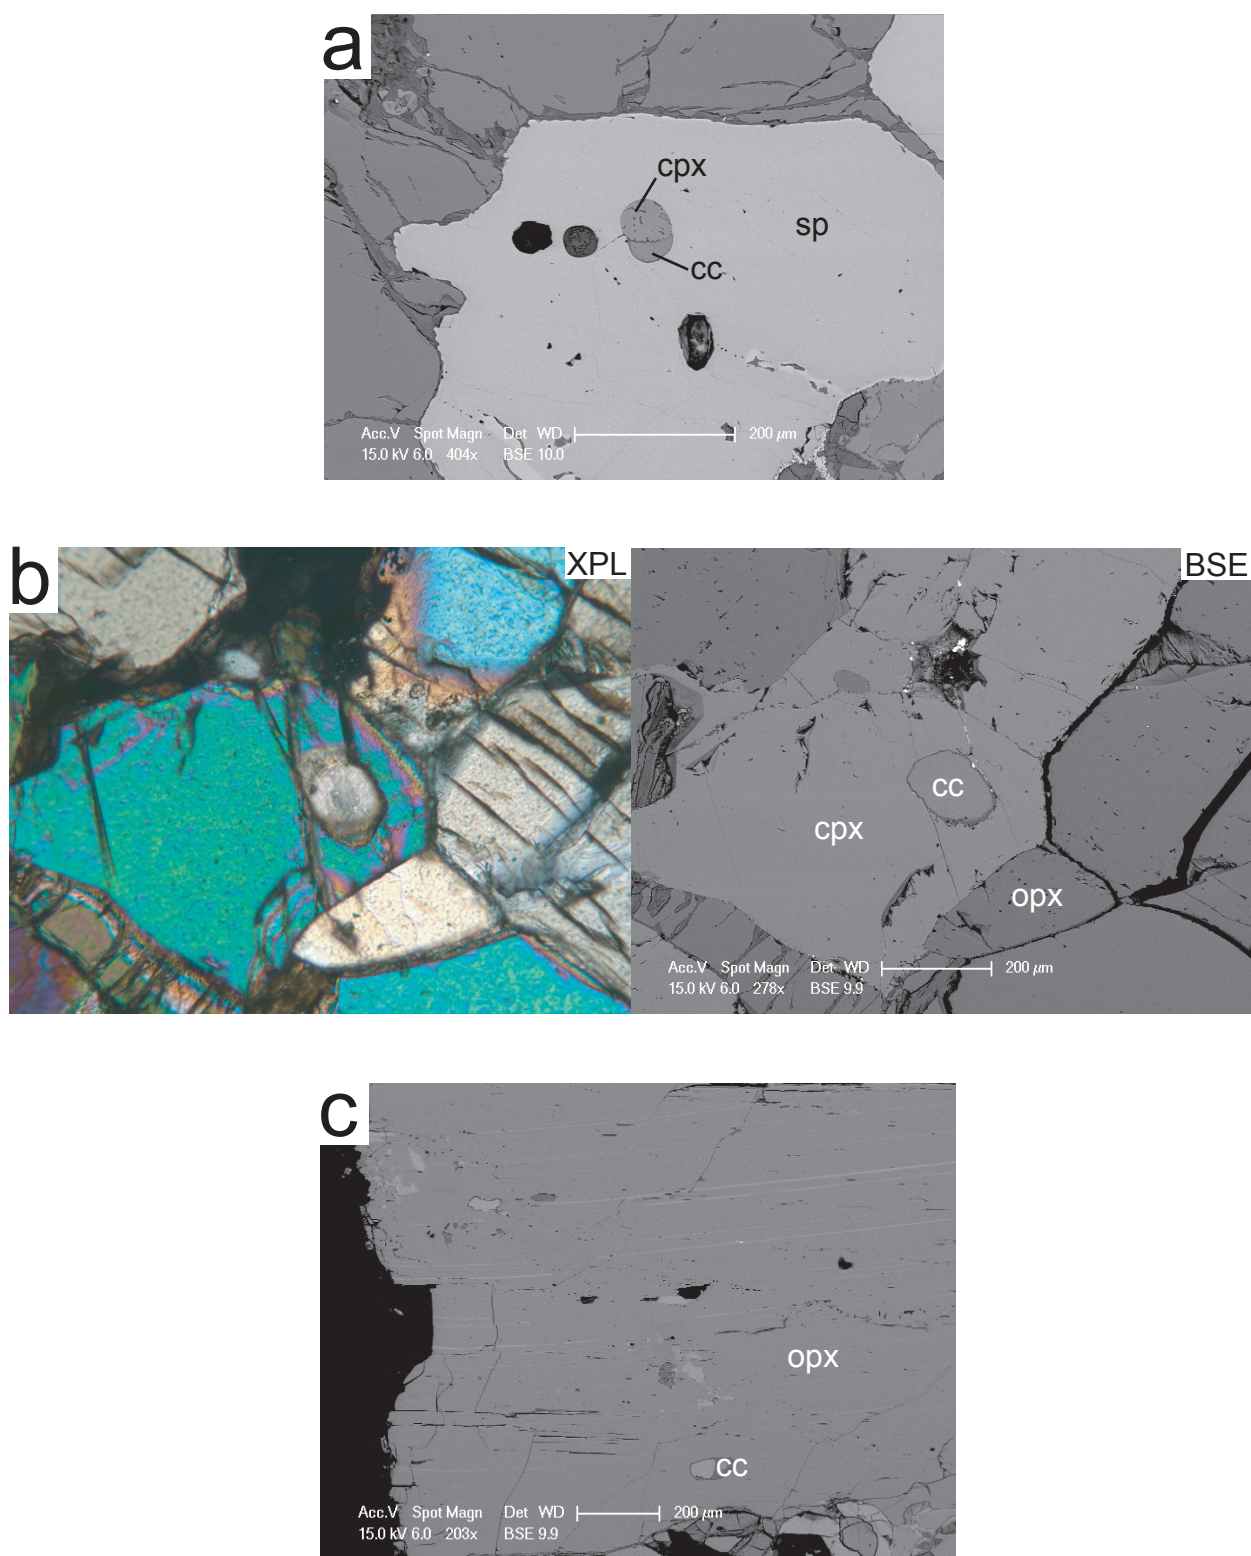 a
cpx
sp
cc
Acc.V Spot Magn Det WD
200 µm
15.0 kV 6.0 404x BSE 10.0
b
XPL
BSE
cc
cpx
opx
Acc.V Spot Magn Det WD
200 µm
15.0 kV 6.0 278x BSE 9.9
c
opx
cc
Acc.V Spot Magn Det WD
200 µm
15.0 kV 6.0 203x BSE 9.9